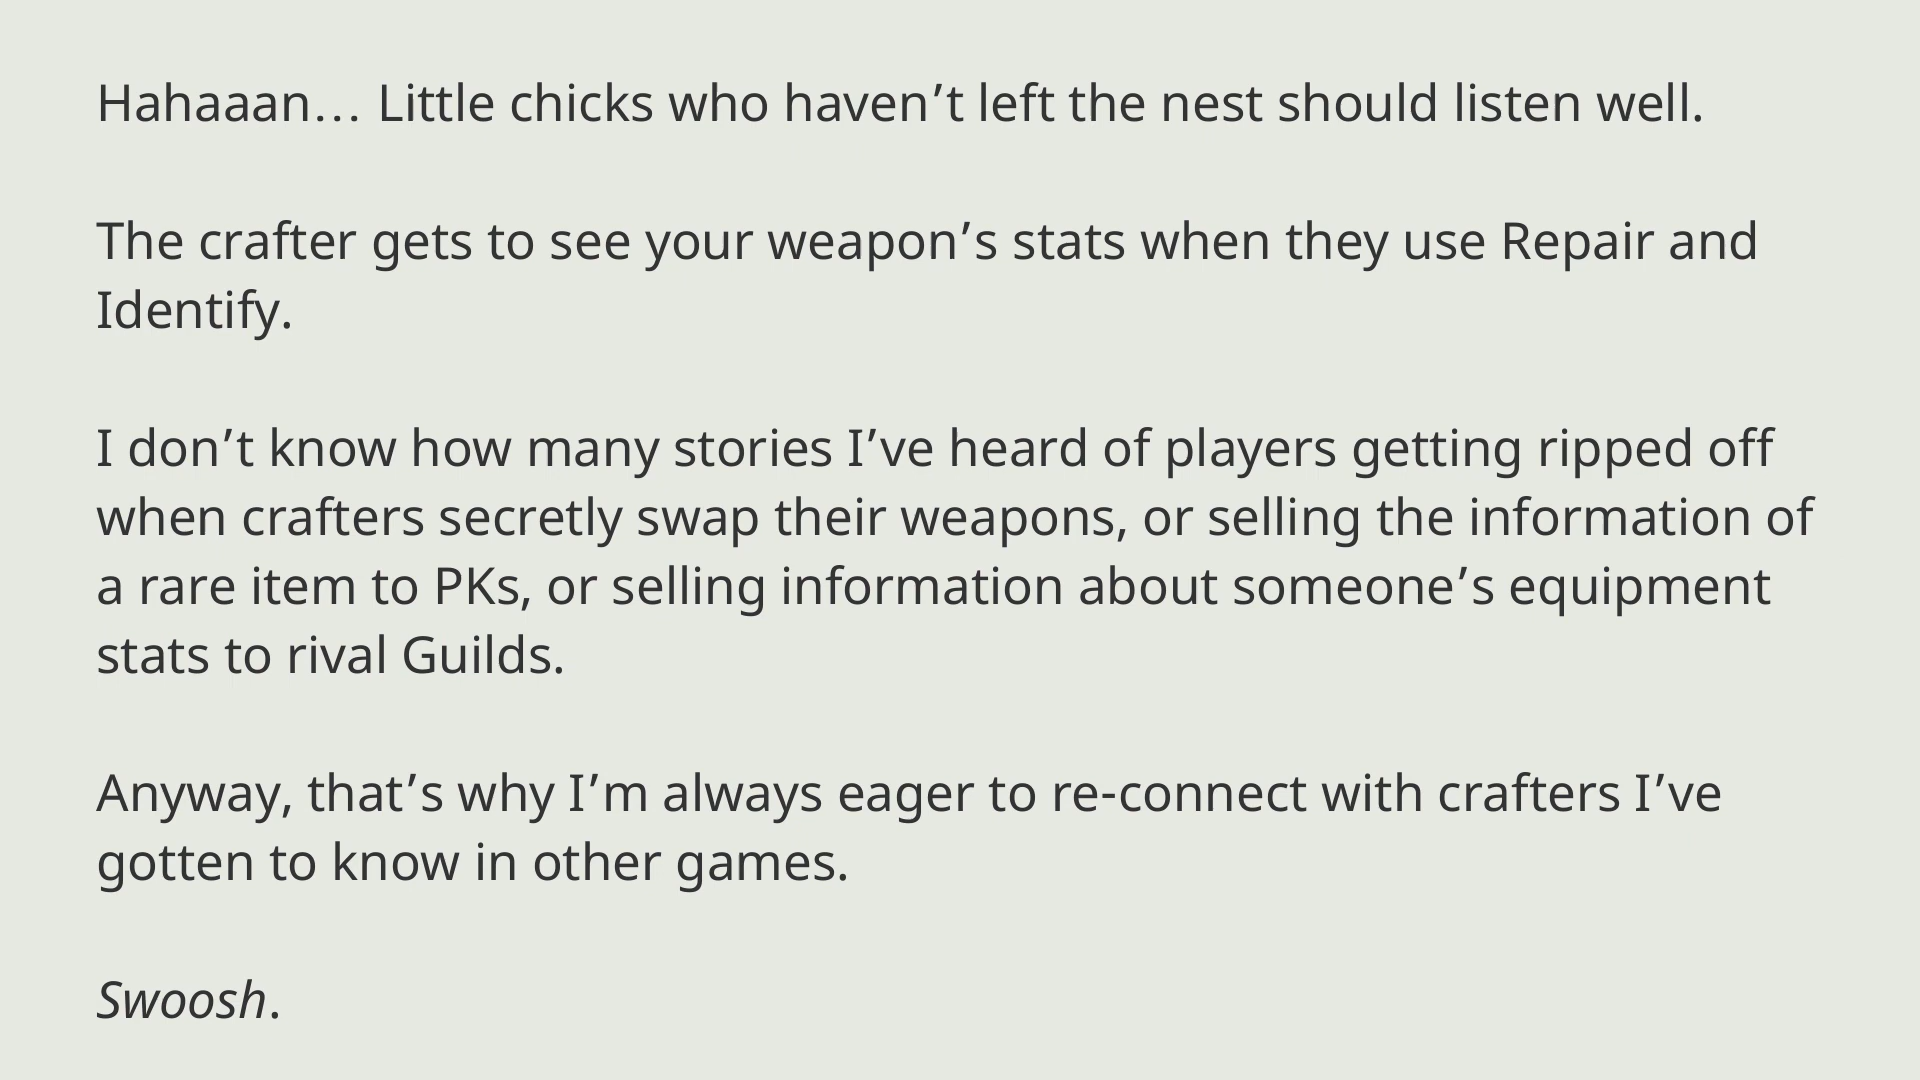 Hahaaan… Little chicks who haven’t left the nest should listen well.
The crafter gets to see your weapon’s stats when they use Repair and
Identify.
I don’t know how many stories I’ve heard of players getting ripped off
when crafters secretly swap their weapons, or selling the information of
a rare item to PKs, or selling information about someone’s equipment
stats to rival Guilds.
Anyway, that’s why I’m always eager to re-connect with crafters I’ve
gotten to know in other games.
Swoosh.